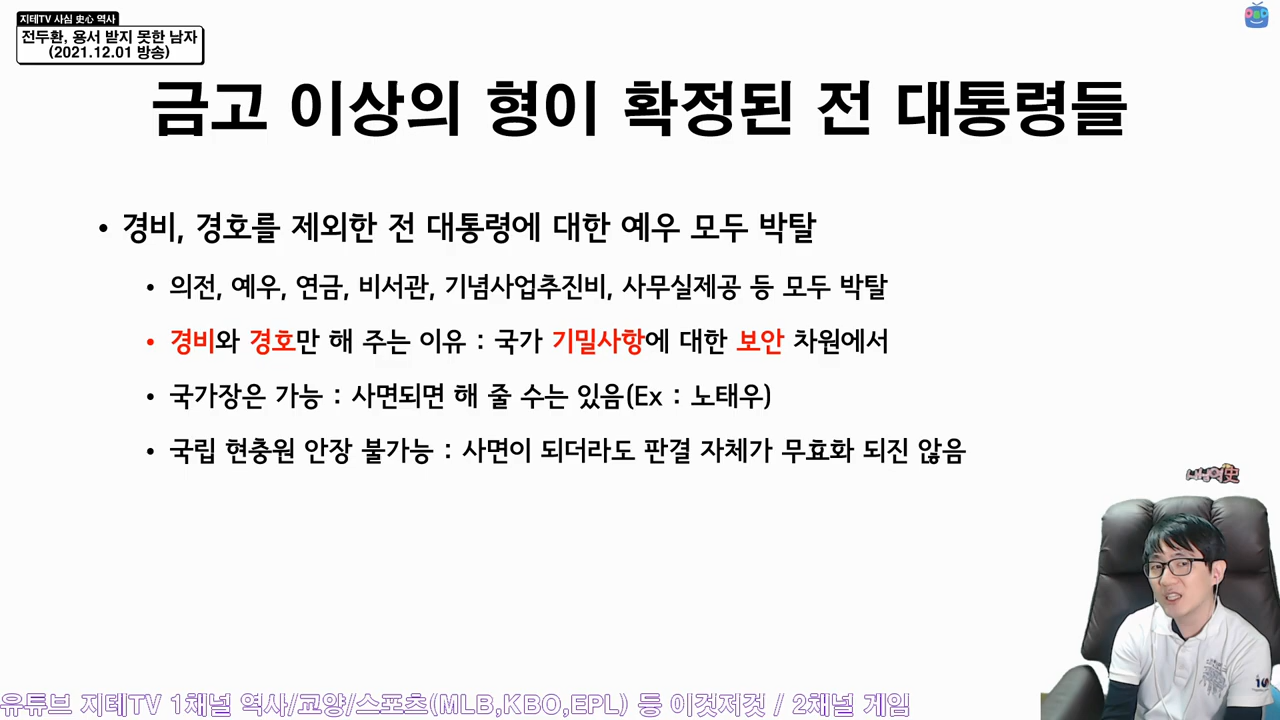 지테TV 사심 史心 역사
전두환, 용서 받지 못한 남자
(2021.12.01 방송)
금고 이상의 형이 확정된 전 대통령들
• 경비, 경호를 제외한 전 대통령에 대한 예우 모두 박탈
• 의전, 예우, 연금, 비서관, 기념사업추진비, 사무실제공 등 모두 박탈
• 경비와 경호만 해 주는 이유 : 국가 기밀사항에 대한 보안 차원에서
• 국가장은 가능 : 사면되면 해 줄 수는 있음(Ex : 노태우)
• 국립 현충원 안장 불가능 : 사면이 되더라도 판결 자체가 무효화 되진 않음
유튜브 지테TV 1채널 역사/교양/스포츠(MLB,KBO,EPL) 등 이것저것 / 2채널 게임